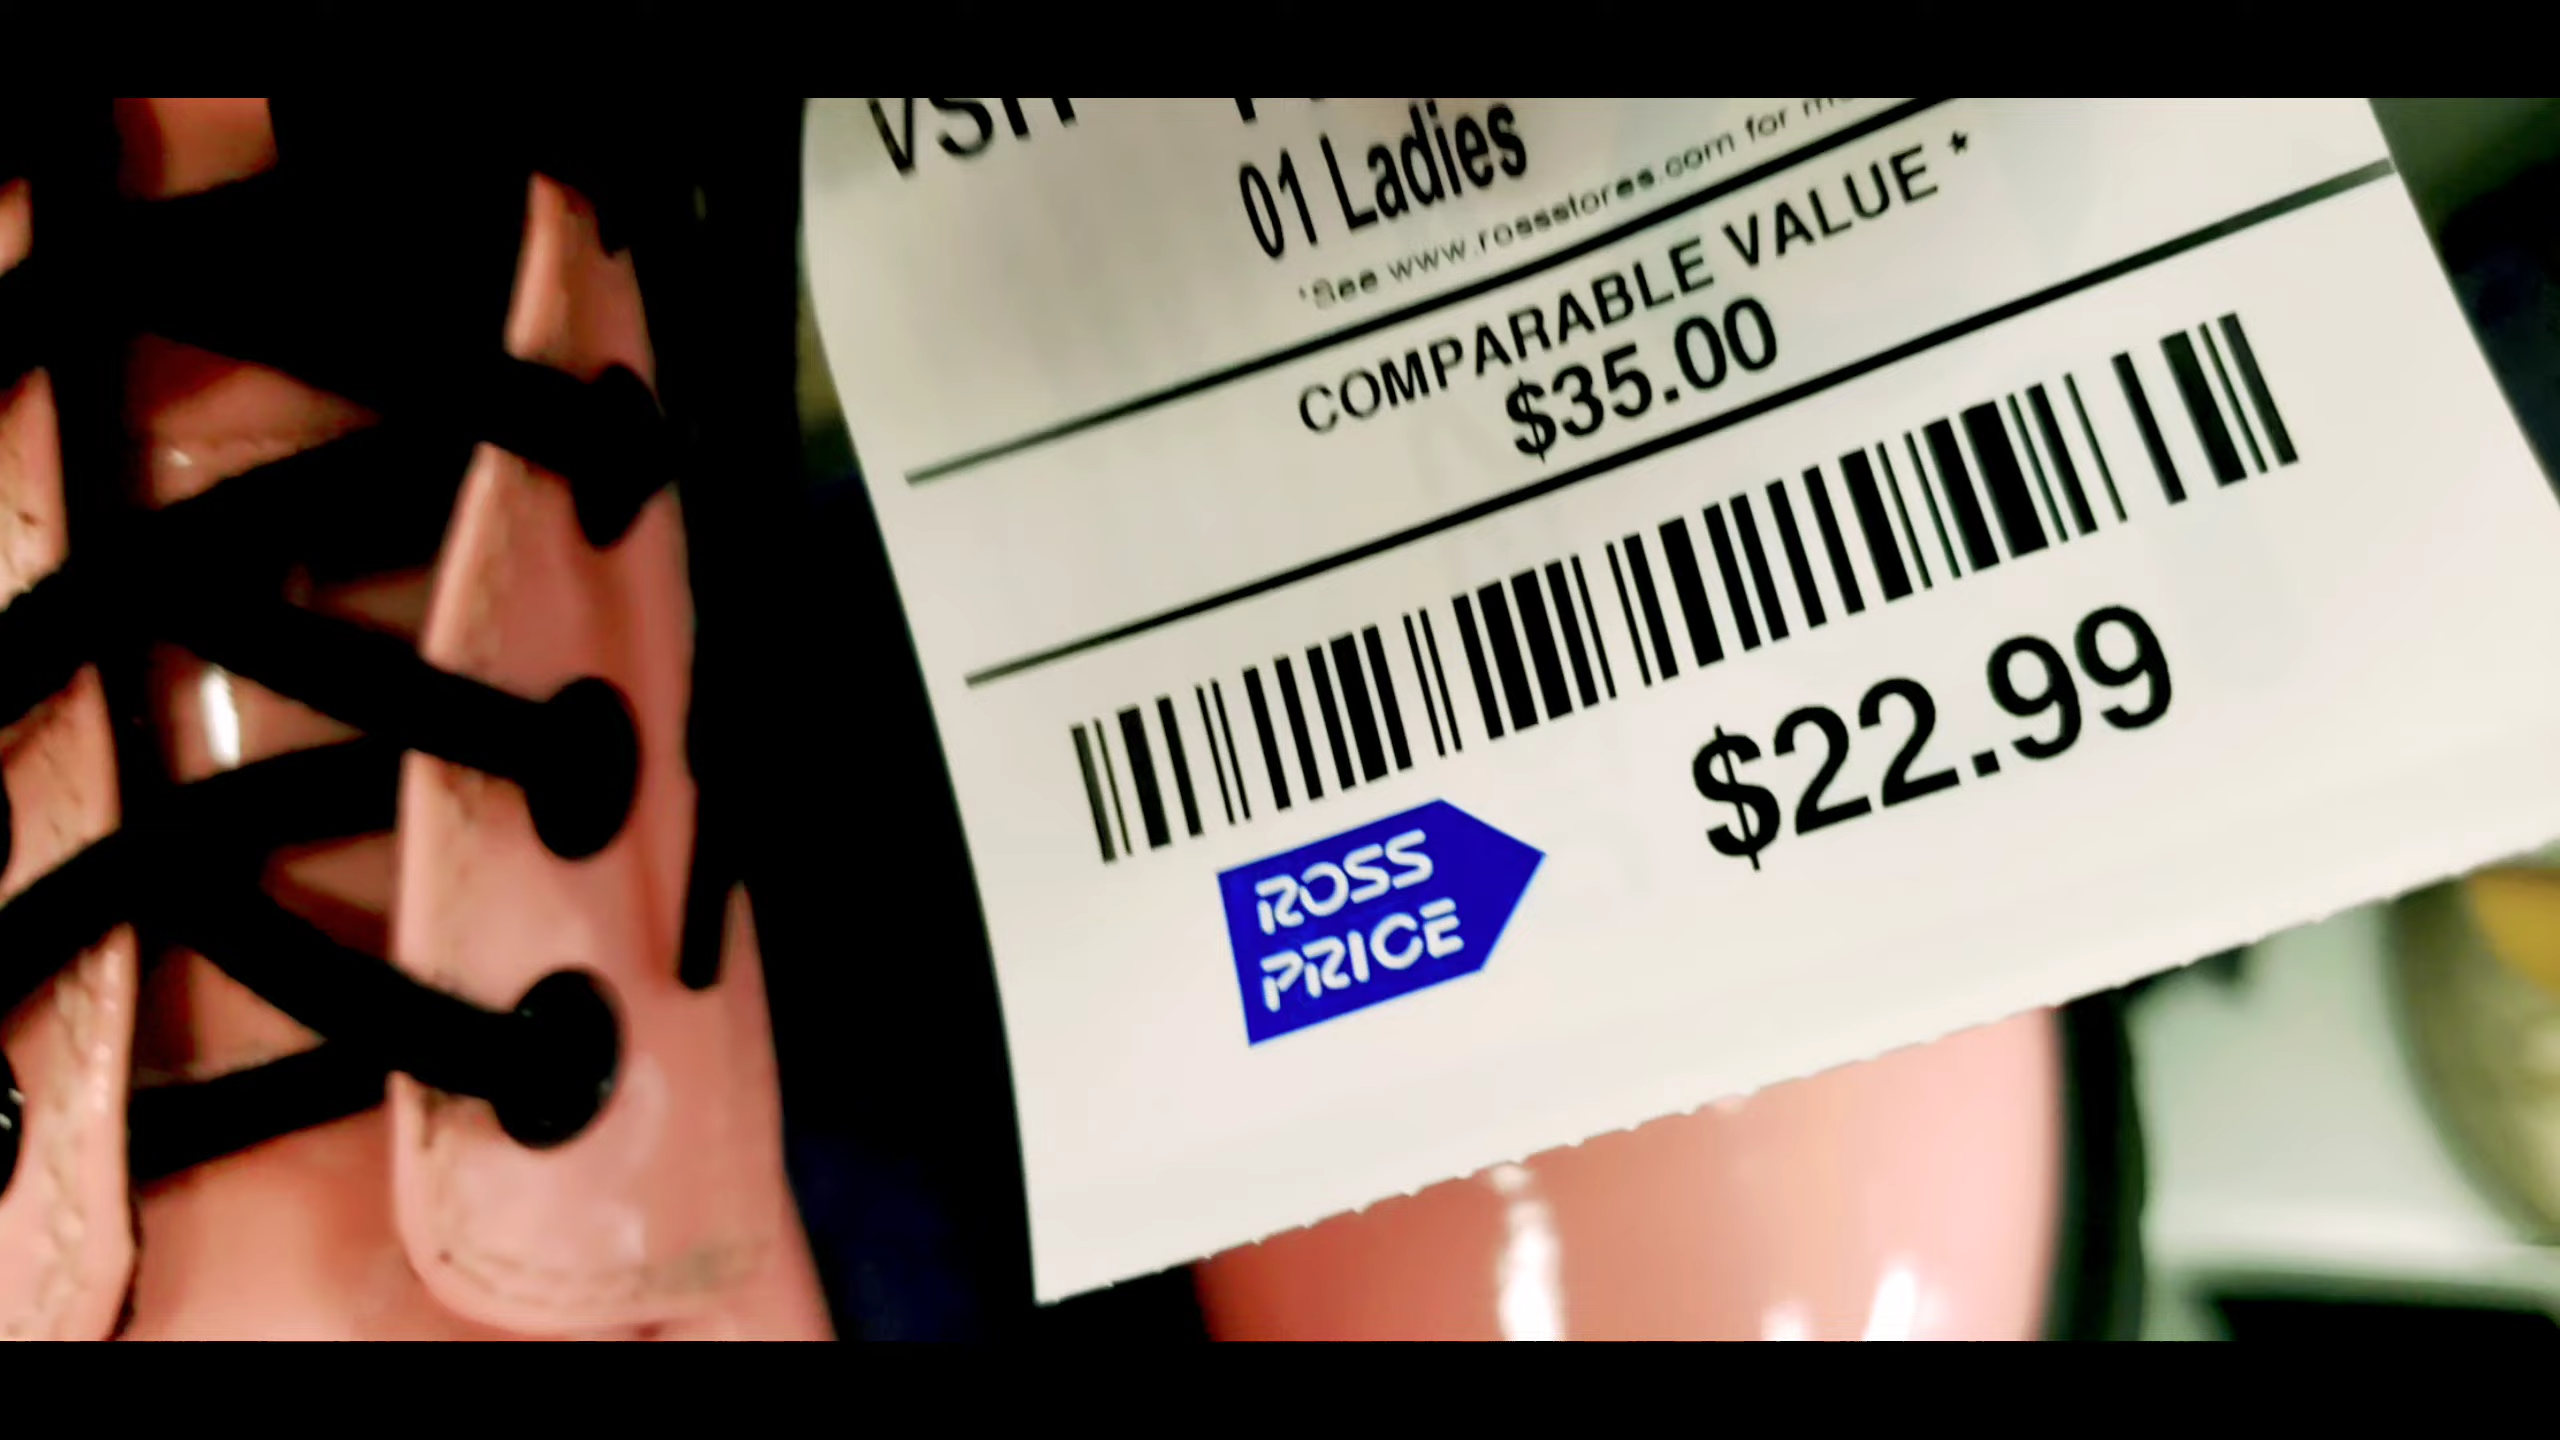 01 Ladies
*See www.rossstores.com for
COMPARABLE VALUE *
$35.00
$22.99
ROSS
PRICE